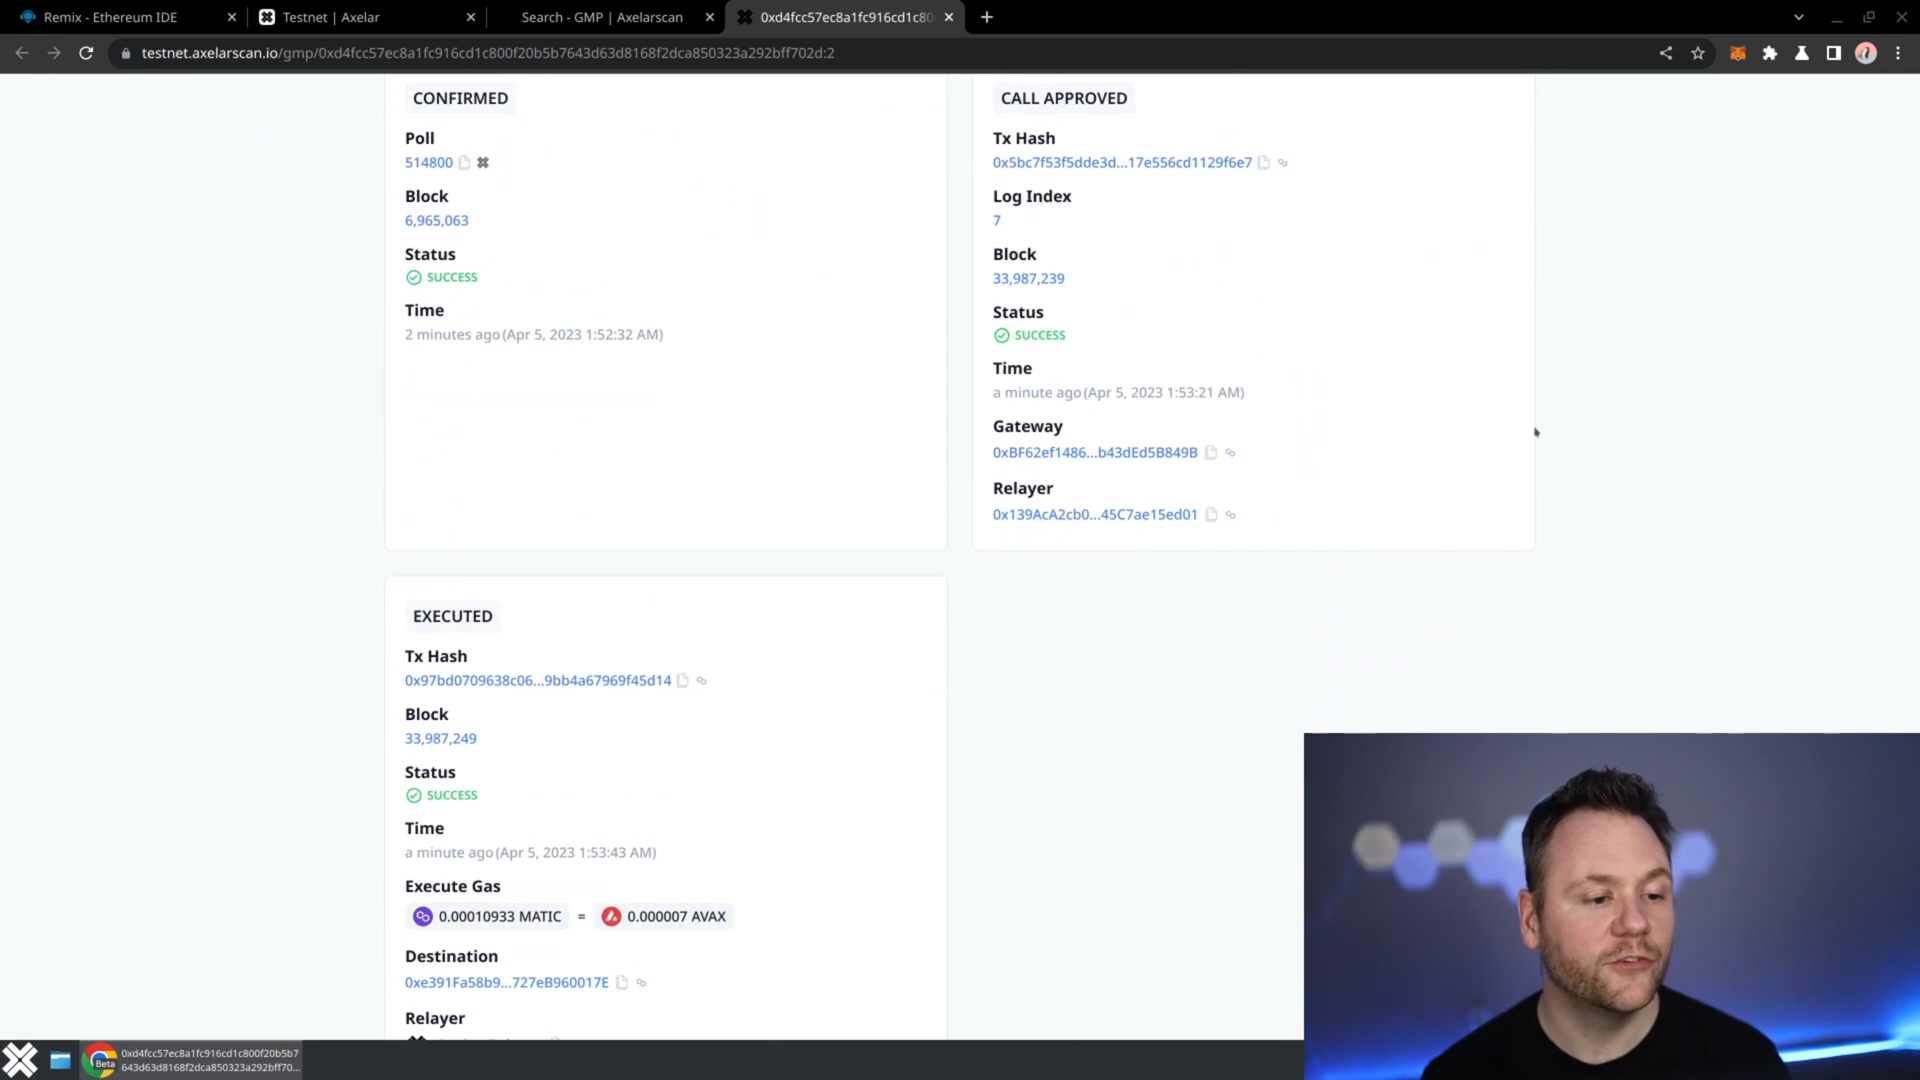 Remix - Ethereum IDE
Testnet | Axelar
Search - GMP | Axelarscan
0xd4fcc57ec8a1fc916cd1c80
testnet.axelarscan.io/gmp/0xd4fcc57ec8a1fc916cd1c800f20b5b7643d63d8168f2dca850323a292bff702d:2
CONFIRMED
Poll
514800
Block
6,965,063
Status
SUCCESS
Time
2 minutes ago (Apr 5, 2023 1:52:32 AM)
CALL APPROVED
Tx Hash
0x5bc7f53f5dde3d...17e556cd1129f6e7
Log Index
7
Block
33,987,239
Status
SUCCESS
Time
a minute ago (Apr 5, 2023 1:53:21 AM)
Gateway
0xBF62ef1486...b43dEd5B849B
Relayer
0x139AcA2cb0...45C7ae15ed01
EXECUTED
Tx Hash
0x97bd0709638c06...9bb4a67969f45d14
Block
33,987,249
Status
SUCCESS
Time
a minute ago (Apr 5, 2023 1:53:43 AM)
Execute Gas
0.00010933 MATIC = 0.000007 AVAX
Destination
0xe391Fa58b9...727eB960017E
Relayer
Beta
0xd4fcc57ec8a1fc916cd1c800f20b5b7
643d63d8168f2dca850323a292bff70...